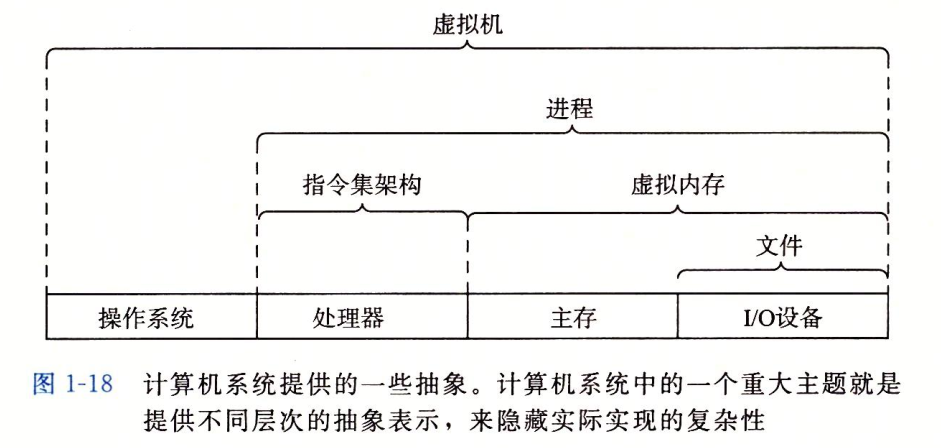 虚拟机
进程
指令集架构 虚拟内存
文件
操作系统 处理器 主存 I/O设备
图 1-18 计算机系统提供的一些抽象。计算机系统中的一个重大主题就是
提供不同层次的抽象表示，来隐藏实际实现的复杂性